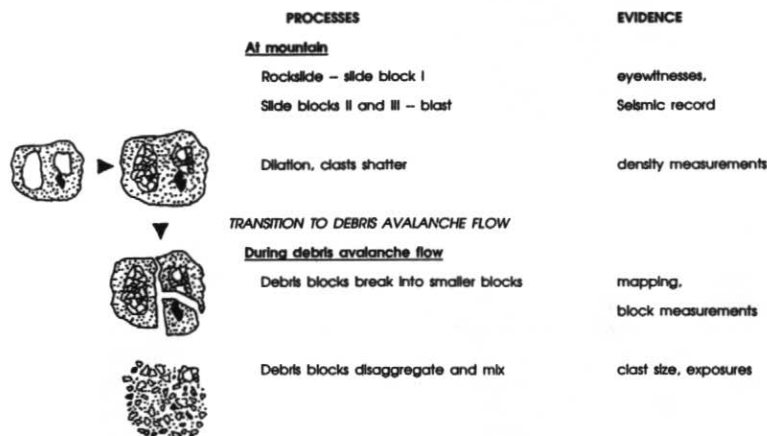 PROCESSES EVIDENCE
At mountain
Rockslide – slide block I eyewitnesses,
Slide blocks II and III – blast Seismic record
Dilation, clasts shatter density measurements
TRANSITION TO DEBRIS AVALANCHE FLOW
During debris avalanche flow
Debris blocks break into smaller blocks mapping,
block measurements
Debris blocks disaggregate and mix clast size, exposures